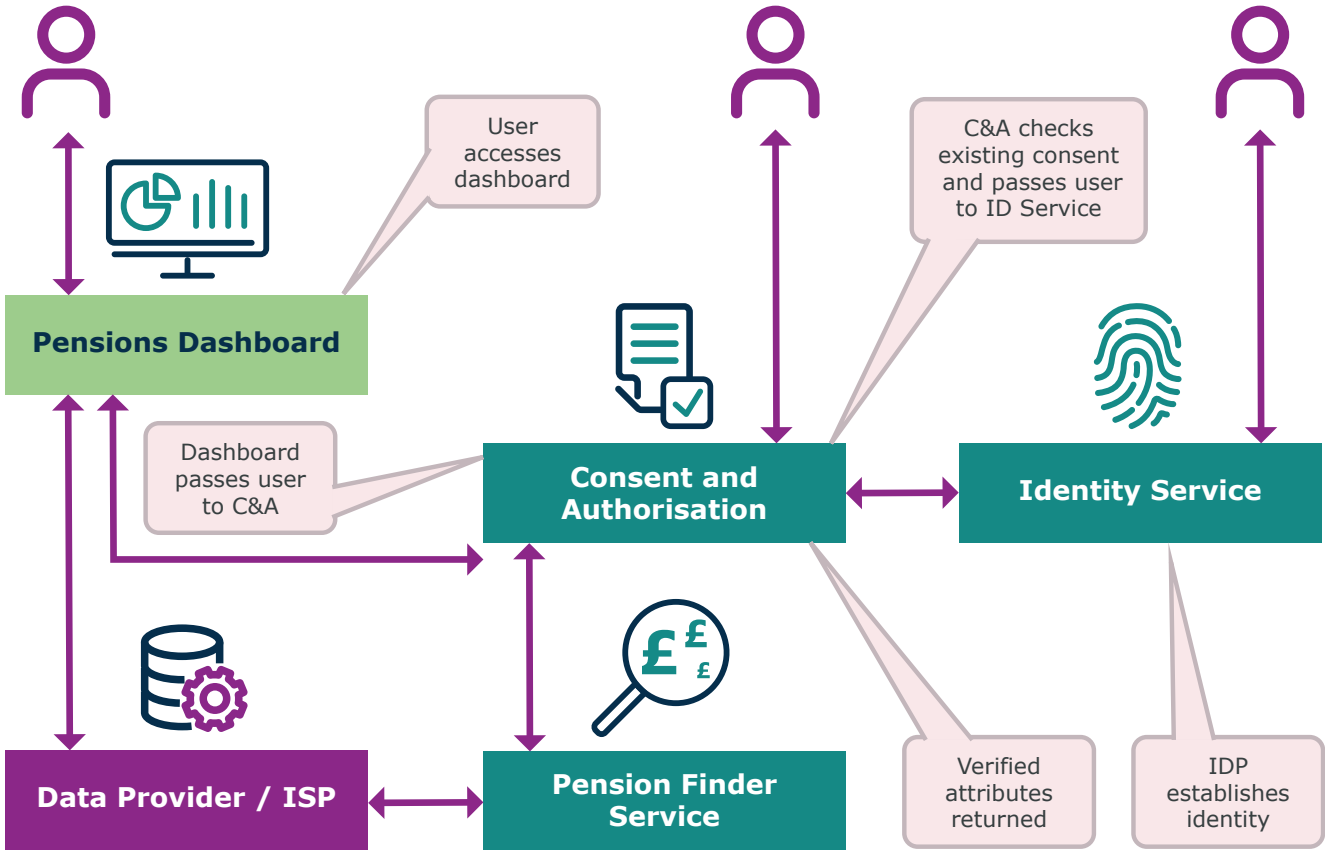 User
accesses
dashboard
C&A checks
existing consent
and passes user
to ID Service
Pensions Dashboard
Dashboard
passes user
to C&A
Consent and
Authorisation
Identity Service
£ £
£
Data Provider / ISP
Pension Finder
Service
Verified
attributes
returned
IDP
establishes
identity